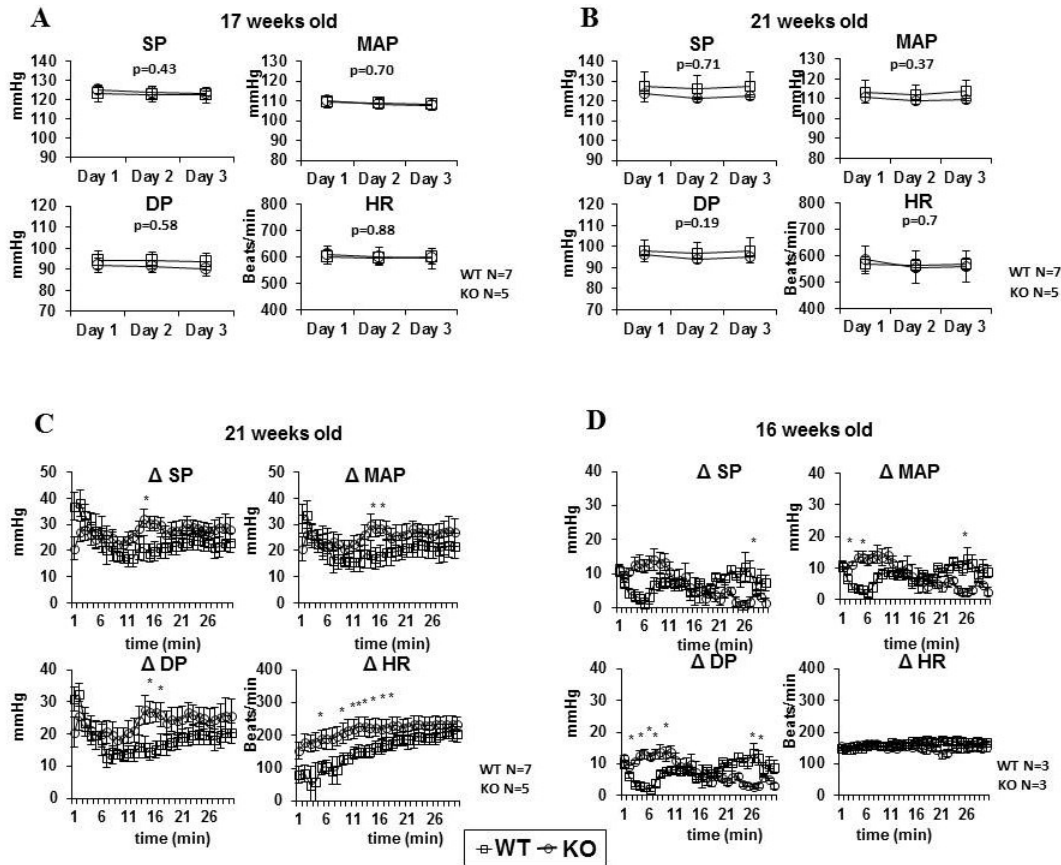 A
17 weeks old
SP
p=0.43
mmHg
140
130
120
110
100
90
Day 1 Day 2 Day 3
MAP
p=0.70
mmHg
130
120
110
100
90
80
Day 1 Day 2 Day 3
DP
p=0.58
mmHg
120
110
100
90
80
70
Day 1 Day 2 Day 3
HR
p=0.88
Beats/min
800
700
600
500
400
Day 1 Day 2 Day 3
WT N=7
KO N=5
B
21 weeks old
SP
p=0.71
mmHg
140
130
120
110
100
90
Day 1 Day 2 Day 3
MAP
p=0.37
mmHg
130
120
110
100
90
80
Day 1 Day 2 Day 3
DP
p=0.19
mmHg
120
110
100
90
80
70
Day 1 Day 2 Day 3
HR
p=0.7
Beats/min
800
700
600
500
400
Day 1 Day 2 Day 3
WT N=7
KO N=5
C
21 weeks old
Δ SP
*
mmHg
50
40
30
20
10
0
1 6 11 16 21 26
time (min)
Δ MAP
* *
mmHg
50
40
30
20
10
0
1 6 11 16 21 26
time (min)
Δ DP
* *
mmHg
40
30
20
10
0
1 6 11 16 21 26
time (min)
Δ HR
* * * * * * * *
Beats/min
400
300
200
100
0
1 6 11 16 21 26
time (min)
WT N=7
KO N=5
D
16 weeks old
Δ SP
*
mmHg
40
30
20
10
0
1 6 11 16 21 26
time (min)
Δ MAP
* * *
mmHg
40
30
20
10
0
1 6 11 16 21 26
time (min)
Δ DP
* * * * * * *
mmHg
40
30
20
10
0
1 6 11 16 21 26
time (min)
Δ HR
Beats/min
400
300
200
100
0
1 6 11 16 21 26
time (min)
WT N=3
KO N=3
WT KO